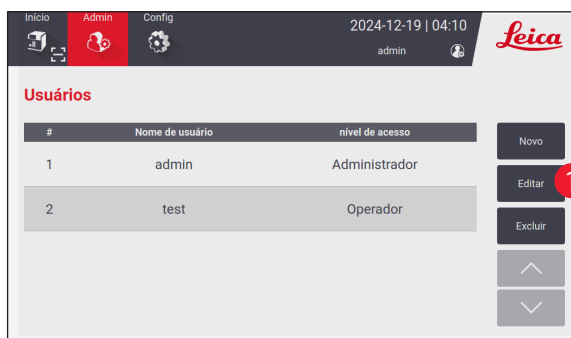 Início Admin Config
2024-12-19 | 04:10
admin
Leica
Usuários
# Nome de usuário nível de acesso
1 admin Administrador
2 test Operador
Novo
Editar 1
Excluir